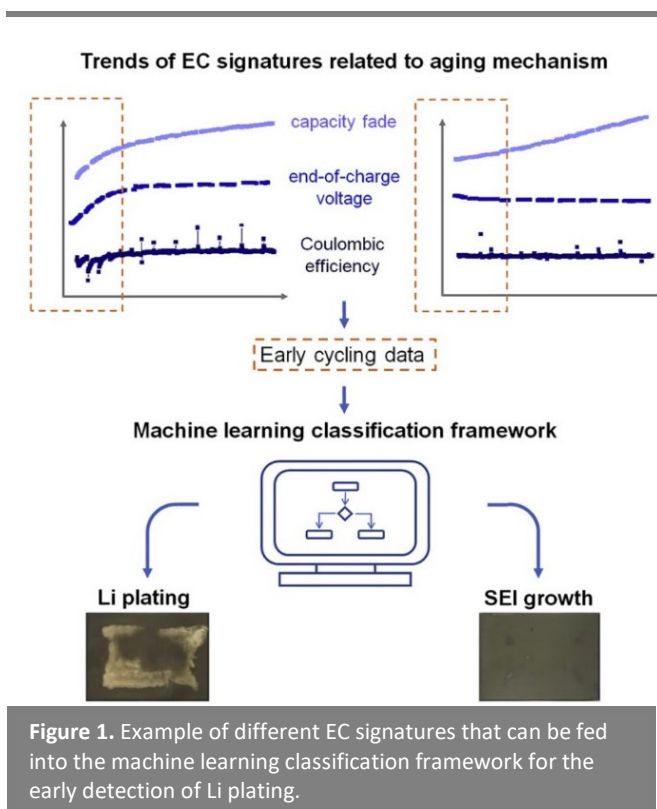 Trends of EC signatures related to aging mechanism
capacity fade
end-of-charge
voltage
Coulombic
efficiency
Early cycling data
Machine learning classification framework
Li plating
SEI growth
Figure 1. Example of different EC signatures that can be fed
into the machine learning classification framework for the
early detection of Li plating.